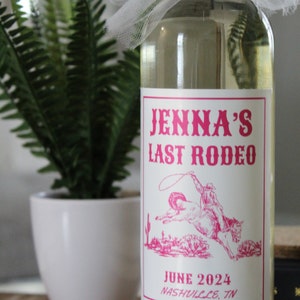 JENNA'S
LAST RODEO
JUNE 2024
NASHVILLE, TN